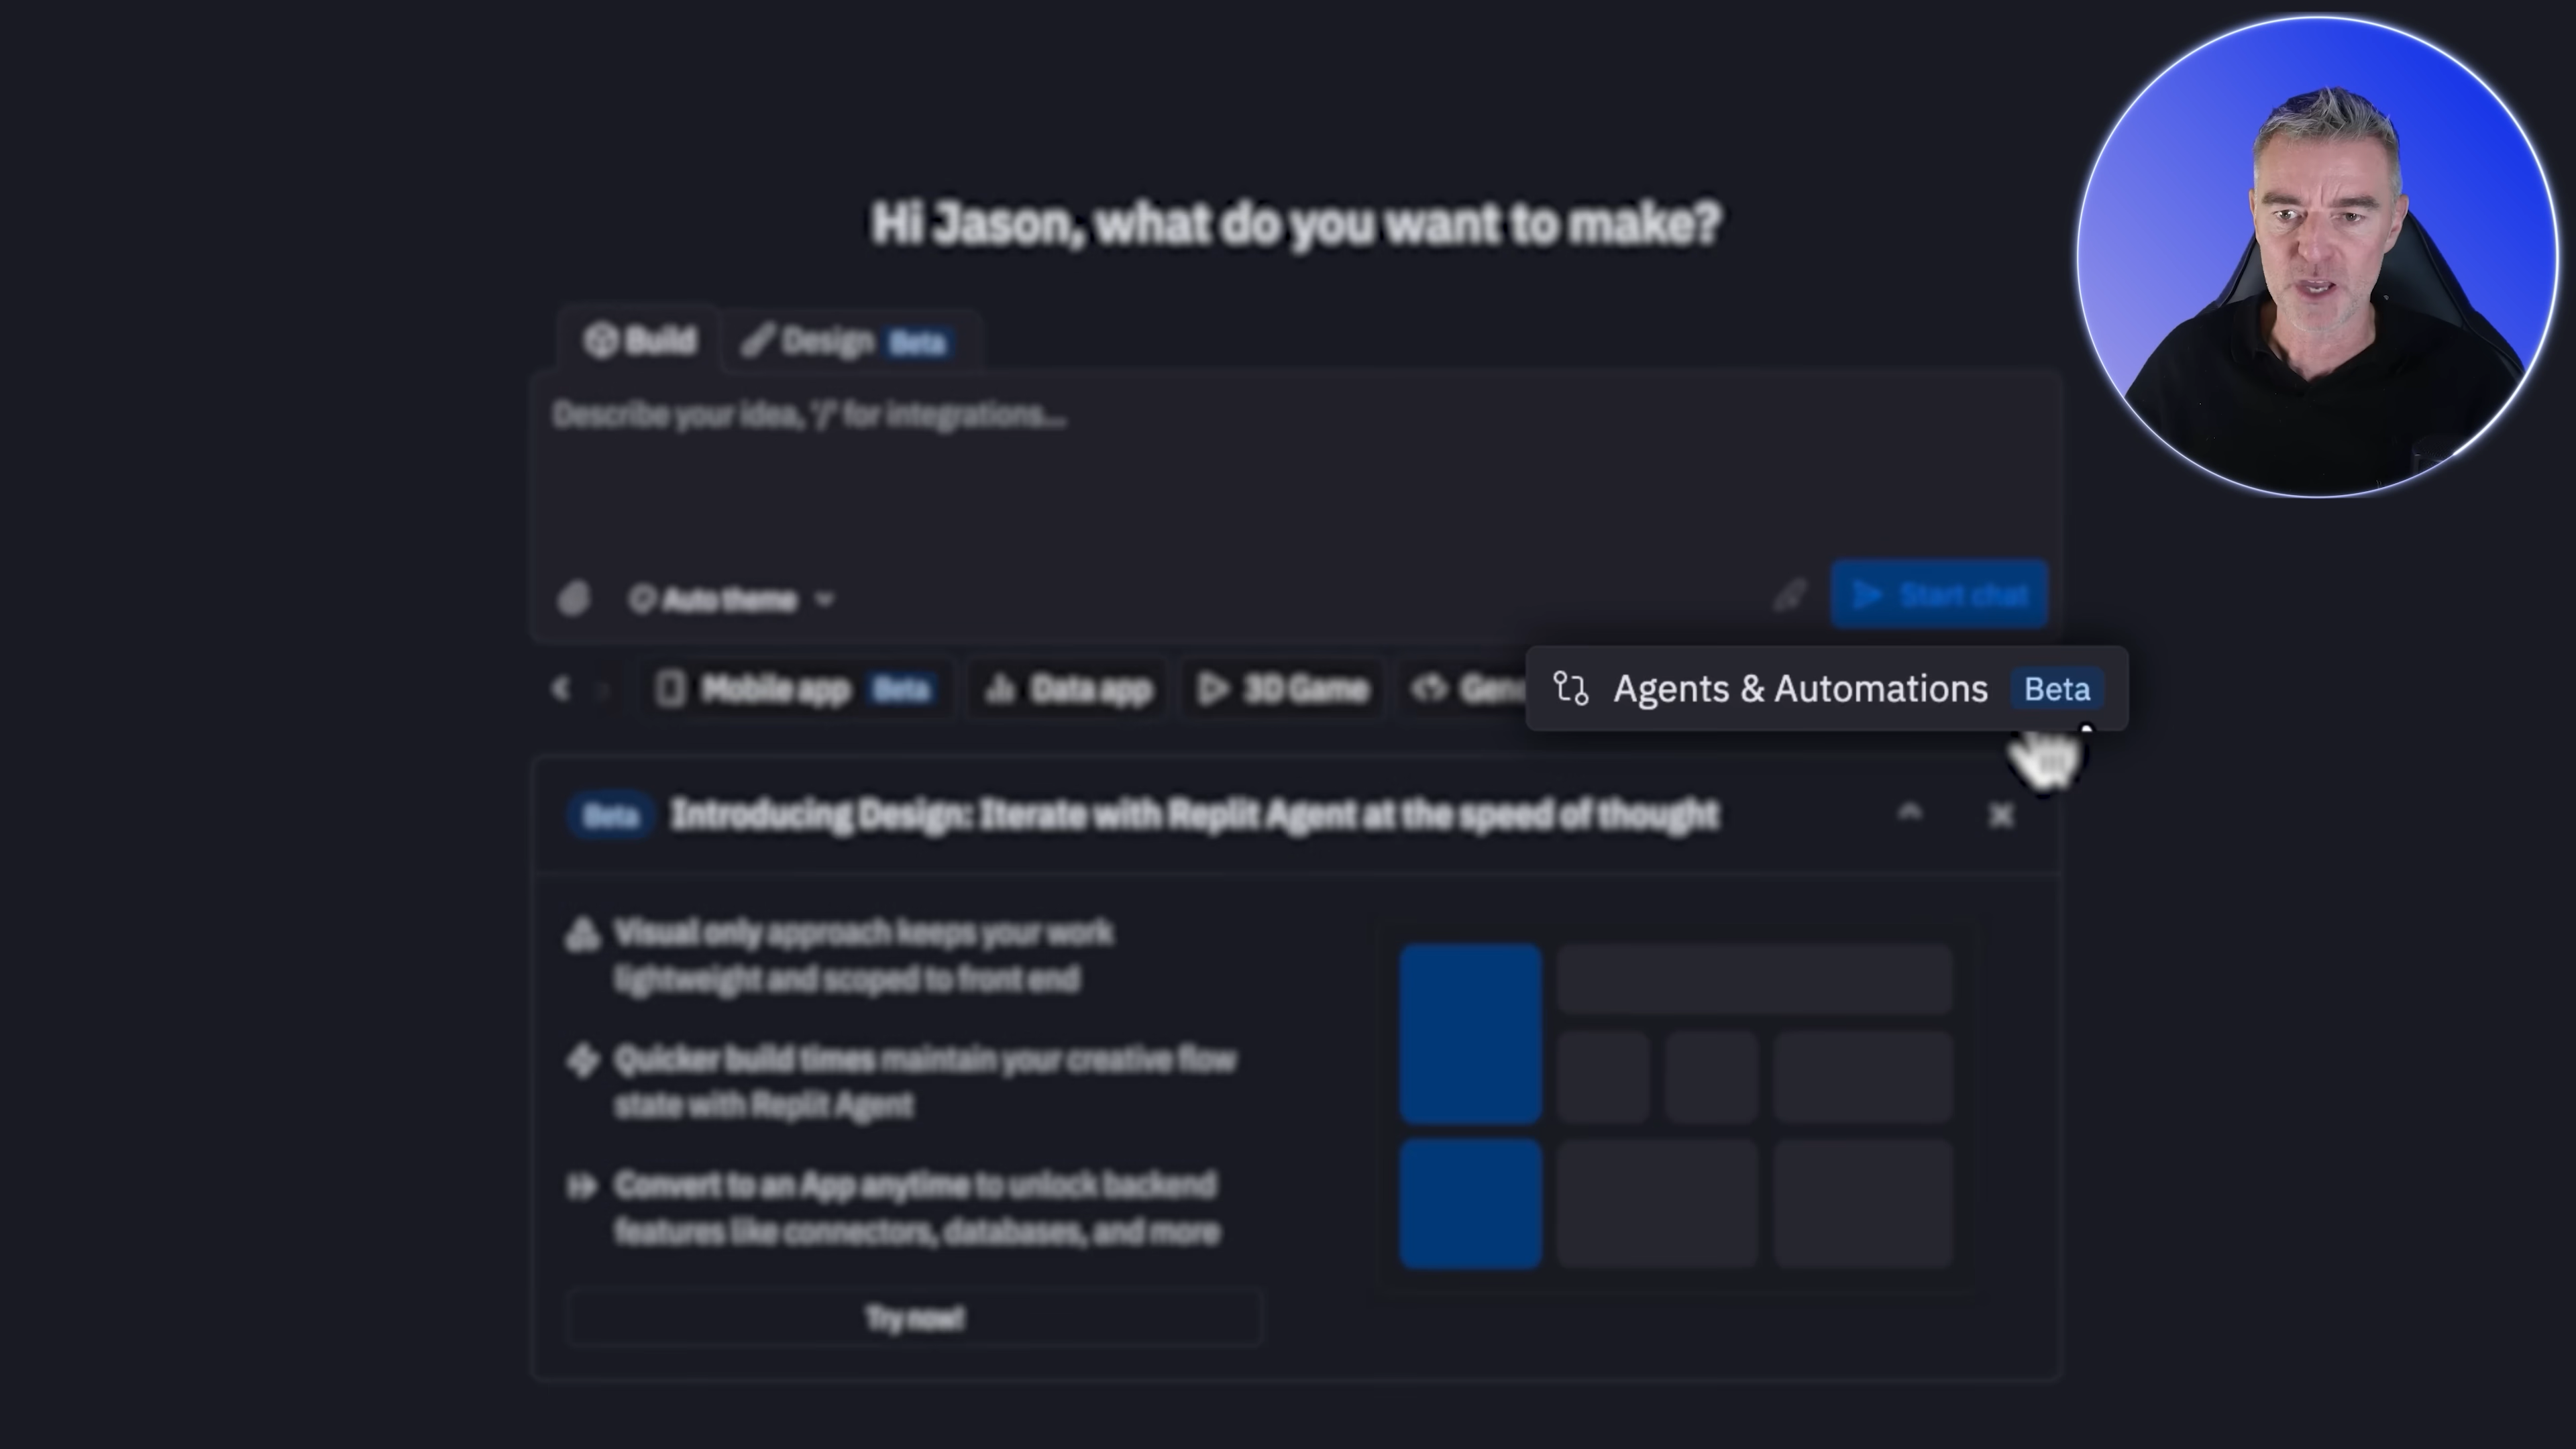 Hi Jason, what do you want to make?
Build
Design Beta
Describe your idea, '/' for integrations...
Auto theme
Start chat
Mobile app Beta
Data app
3D Game
Agents & Automations Beta
Beta Introducing Design: Iterate with Replit Agent at the speed of thought
Visual only approach keeps your work
lightweight and scoped to front end
Quicker build times maintain your creative flow
state with Replit Agent
Convert to an App anytime to unlock backend
features like connectors, databases, and more
Try now!